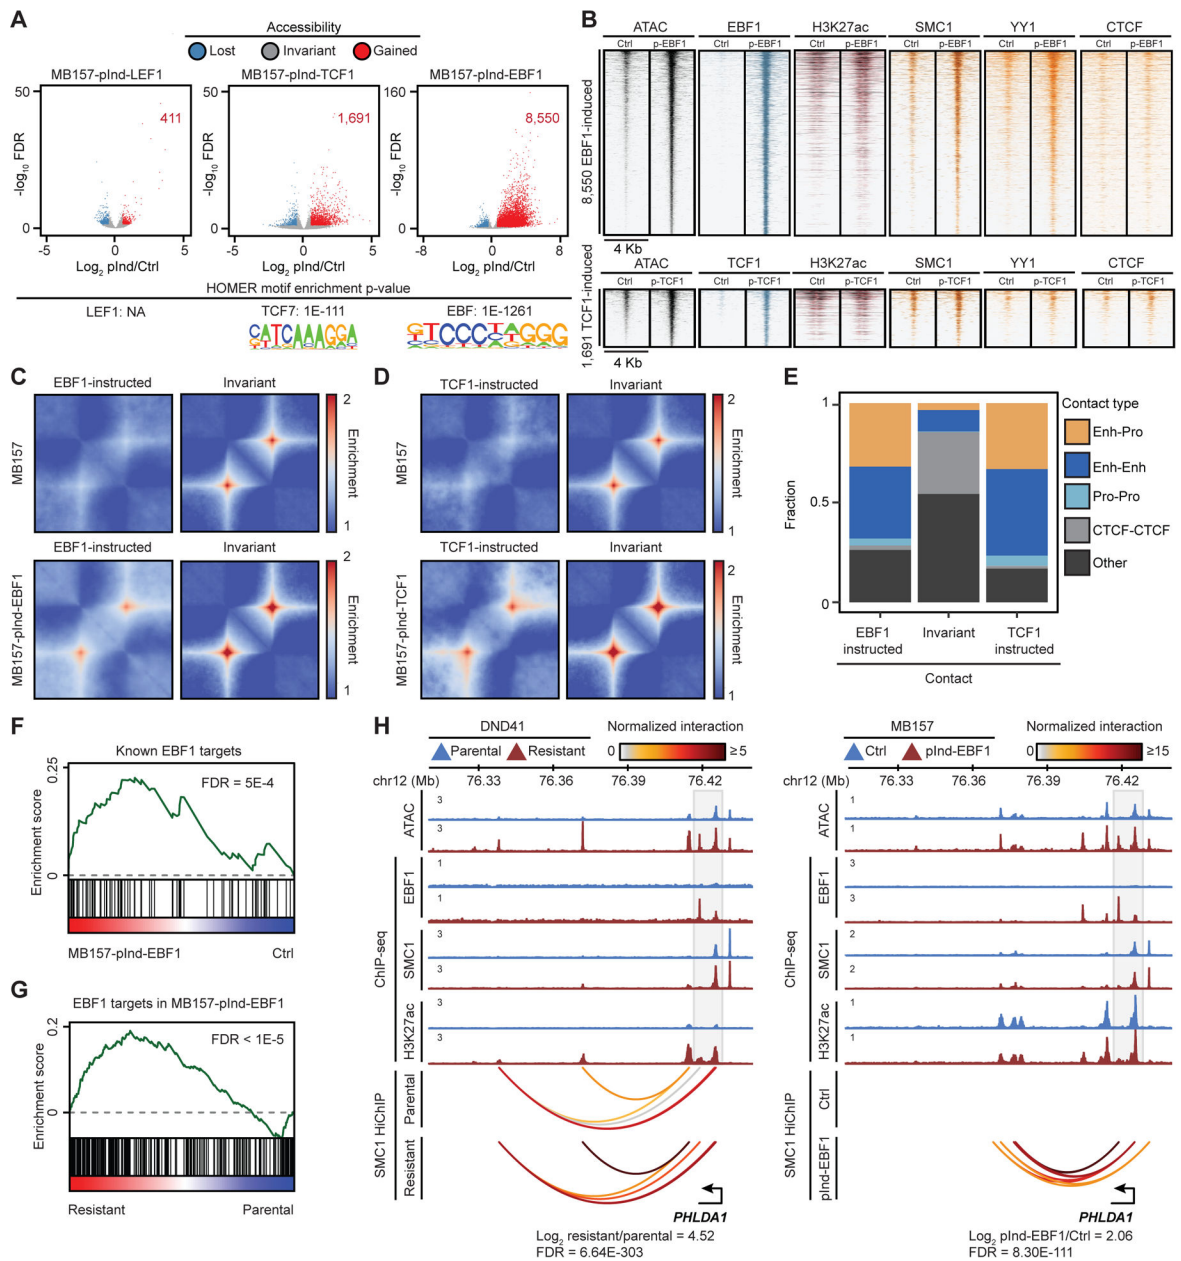 A
Accessibility
Lost Invariant Gained
MB157-pInd-LEF1 MB157-pInd-TCF1 MB157-pInd-EBF1
50 50 160
411 1,691 8,550
-log10 FDR -log10 FDR -log10 FDR
0 0 0
-5 0 5 -5 0 5 -8 0 8
Log2 pInd/Ctrl Log2 pInd/Ctrl Log2 pInd/Ctrl
HOMER motif enrichment p-value
LEF1: NA TCF7: 1E-111 EBF: 1E-1261
CATCAAAGGA GTCCCTAGGG
B
ATAC EBF1 H3K27ac SMC1 YY1 CTCF
Ctrl p-EBF1 Ctrl p-EBF1 Ctrl p-EBF1 Ctrl p-EBF1 Ctrl p-EBF1 Ctrl p-EBF1
8,550 EBF1-induced
4 Kb
ATAC TCF1 H3K27ac SMC1 YY1 CTCF
Ctrl p-TCF1 Ctrl p-TCF1 Ctrl p-TCF1 Ctrl p-TCF1 Ctrl p-TCF1 Ctrl p-TCF1
1,691 TCF1-induced
4 Kb
C
EBF1-instructed Invariant
MB157
2
Enrichment
1
EBF1-instructed Invariant
MB157-pInd-EBF1
2
Enrichment
1
D
TCF1-instructed Invariant
MB157
2
Enrichment
1
TCF1-instructed Invariant
MB157-pInd-TCF1
2
Enrichment
1
E
1
0.5
0
Fraction
EBF1 instructed
Invariant
TCF1 instructed
Contact
Contact type
Enh-Pro
Enh-Enh
Pro-Pro
CTCF-CTCF
Other
F
Known EBF1 targets
0.25
FDR = 5E-4
Enrichment score
0
MB157-pInd-EBF1 Ctrl
G
EBF1 targets in MB157-pInd-EBF1
0.2
FDR < 1E-5
Enrichment score
0
Resistant Parental
H
DND41
Parental Resistant
Normalized interaction
0 ≥5
chr12 (Mb) 76.33 76.36 76.39 76.42
ATAC
3
3
ChIP-seq
EBF1
1
1
SMC1
3
3
H3K27ac
3
3
SMC1 HiChIP
Parental
Resistant
PHLDA1
Log2 resistant/parental = 4.52
FDR = 6.64E-303
MB157
Ctrl pInd-EBF1
Normalized interaction
0 ≥15
chr12 (Mb) 76.33 76.36 76.39 76.42
ATAC
1
1
ChIP-seq
EBF1
3
3
SMC1
2
2
H3K27ac
1
1
SMC1 HiChIP
Ctrl
pInd-EBF1
PHLDA1
Log2 pInd-EBF1/Ctrl = 2.06
FDR = 8.30E-111